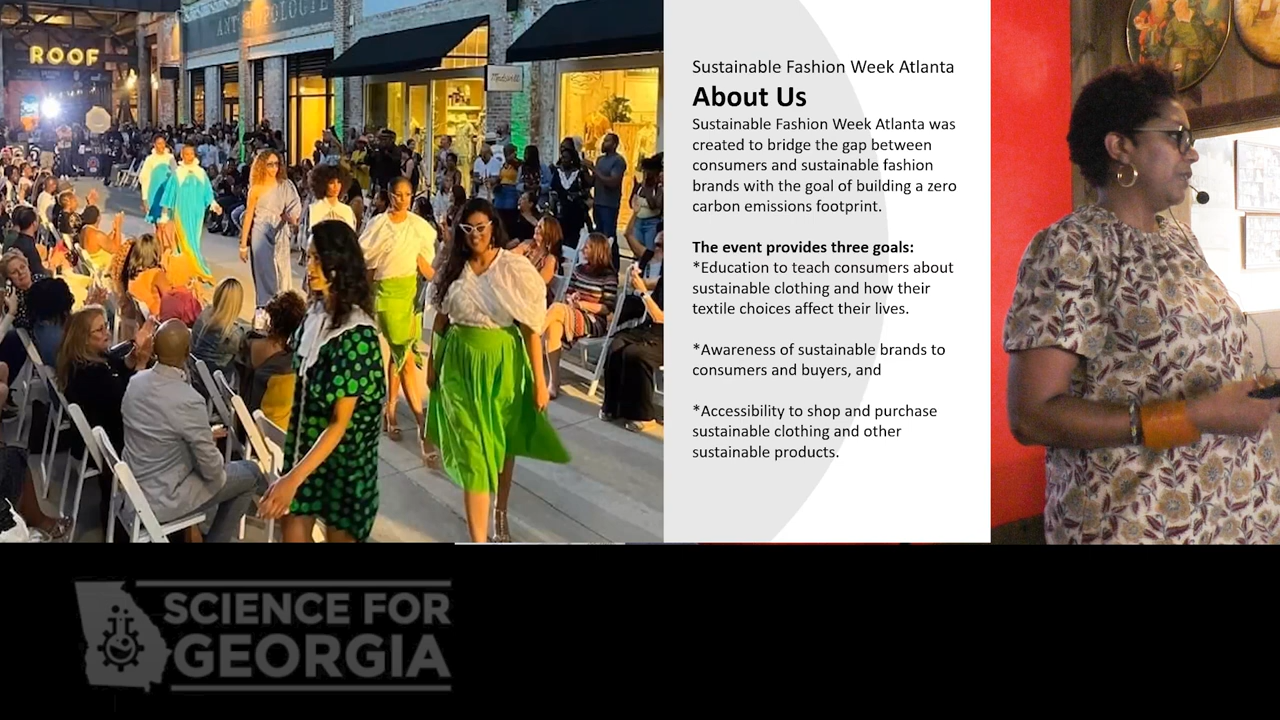 ROOF
ANTHROPOLOGIE
Madewell
Sustainable Fashion Week Atlanta
About Us
Sustainable Fashion Week Atlanta was
created to bridge the gap between
consumers and sustainable fashion
brands with the goal of building a zero
carbon emissions footprint.
The event provides three goals:
*Education to teach consumers about
sustainable clothing and how their
textile choices affect their lives.
*Awareness of sustainable brands to
consumers and buyers, and
*Accessibility to shop and purchase
sustainable clothing and other
sustainable products.
SCIENCE FOR
GEORGIA